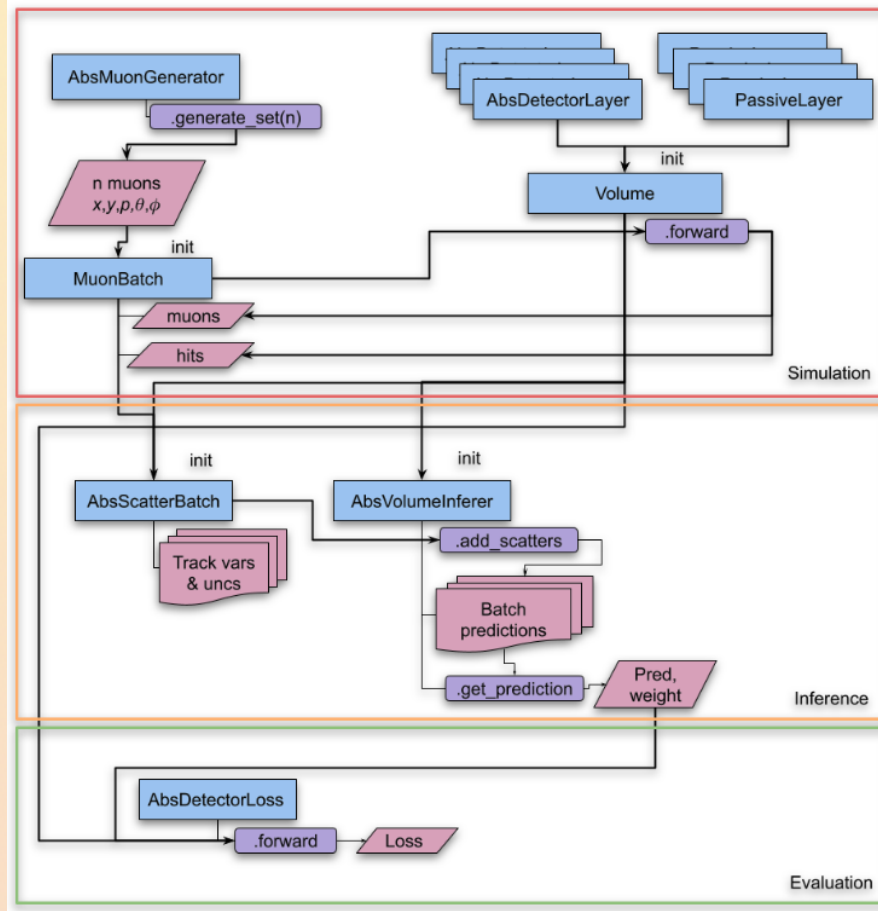 AbsMuonGenerator
.generate_set(n)
n muons
x,y,p,θ,ϕ
init
MuonBatch
muons
hits
AbsDetectorLayer
PassiveLayer
init
Volume
.forward
Simulation
init
AbsScatterBatch
Track vars
& uncs
init
AbsVolumeInferer
.add_scatters
Batch
predictions
.get_prediction
Pred,
weight
Inference
AbsDetectorLoss
.forward
Loss
Evaluation